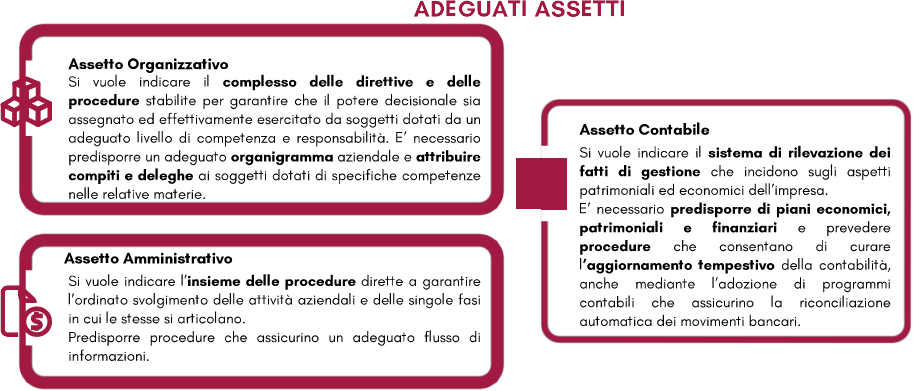 ADEGUATI ASSETTI
Assetto Organizzativo
Si vuole indicare il complesso delle direttive e delle
procedure stabilite per garantire che il potere decisionale sia
assegnato ed effettivamente esercitato da soggetti dotati da un
adeguato livello di competenza e responsabilità. E’ necessario
predisporre un adeguato organigramma aziendale e attribuire
compiti e deleghe ai soggetti dotati di specifiche competenze
nelle relative materie.
Assetto Amministrativo
Si vuole indicare l’insieme delle procedure dirette a garantire
l’ordinato svolgimento delle attività aziendali e delle singole fasi
in cui le stesse si articolano.
Predisporre procedure che assicurino un adeguato flusso di
informazioni.
Assetto Contabile
Si vuole indicare il sistema di rilevazione dei
fatti di gestione che incidono sugli aspetti
patrimoniali ed economici dell’impresa.
E’ necessario predisporre di piani economici,
patrimoniali e finanziari e prevedere
procedure che consentano di curare
l’aggiornamento tempestivo della contabilità,
anche mediante l’adozione di programmi
contabili che assicurino la riconciliazione
automatica dei movimenti bancari.